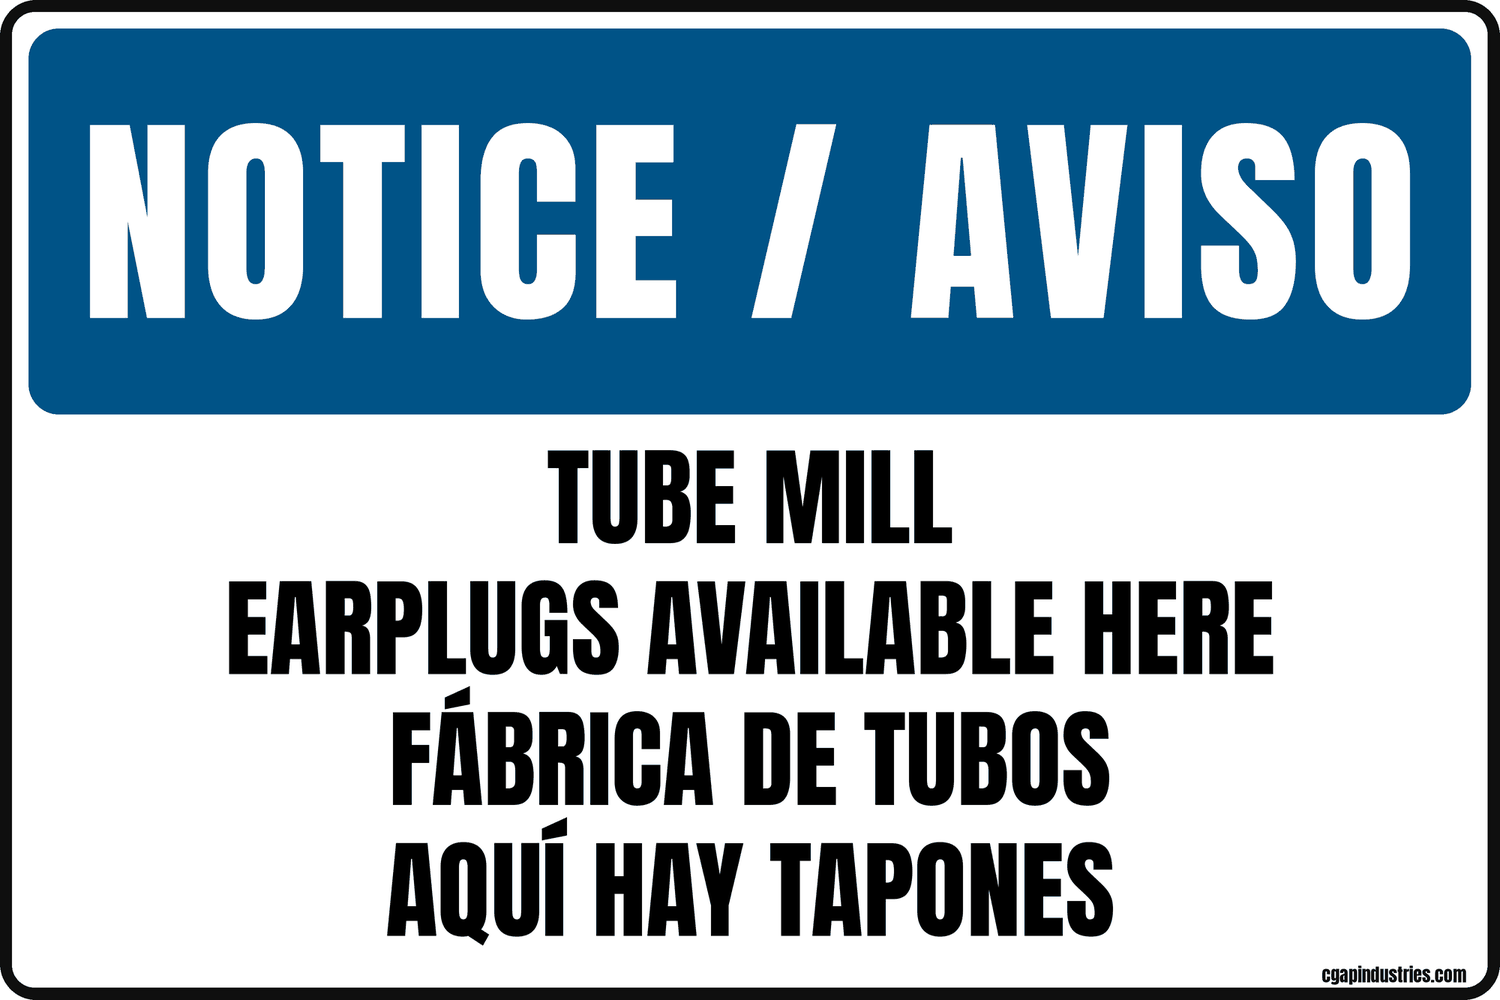 NOTICE / AVISO
TUBE MILL
EARPLUGS AVAILABLE HERE
FÁBRICA DE TUBOS
AQUÍ HAY TAPONES
cgapindustries.com